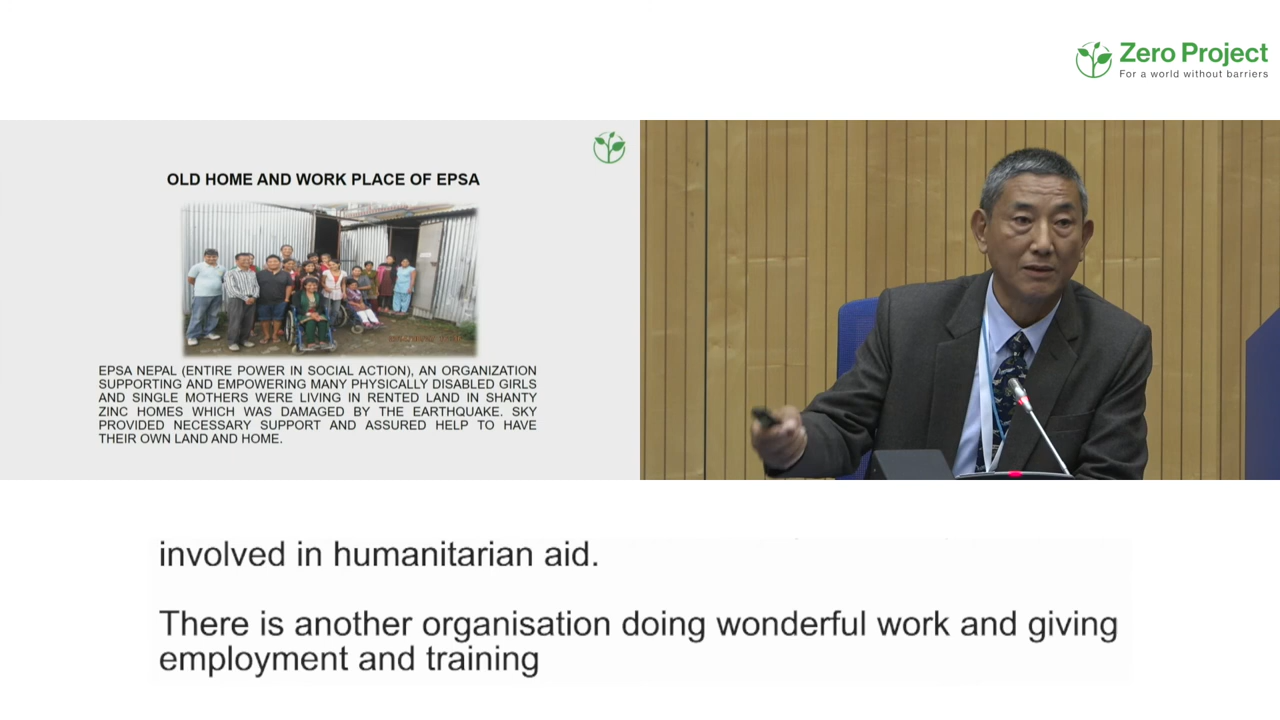 Zero Project
For a world without barriers
OLD HOME AND WORK PLACE OF EPSA
EPSA NEPAL (ENTIRE POWER IN SOCIAL ACTION), AN ORGANIZATION
SUPPORTING AND EMPOWERING MANY PHYSICALLY DISABLED GIRLS
AND SINGLE MOTHERS WERE LIVING IN RENTED LAND IN SHANTY
ZINC HOMES WHICH WAS DAMAGED BY THE EARTHQUAKE. SKY
PROVIDED NECESSARY SUPPORT AND ASSURED HELP TO HAVE
THEIR OWN LAND AND HOME.
involved in humanitarian aid.
There is another organisation doing wonderful work and giving
employment and training